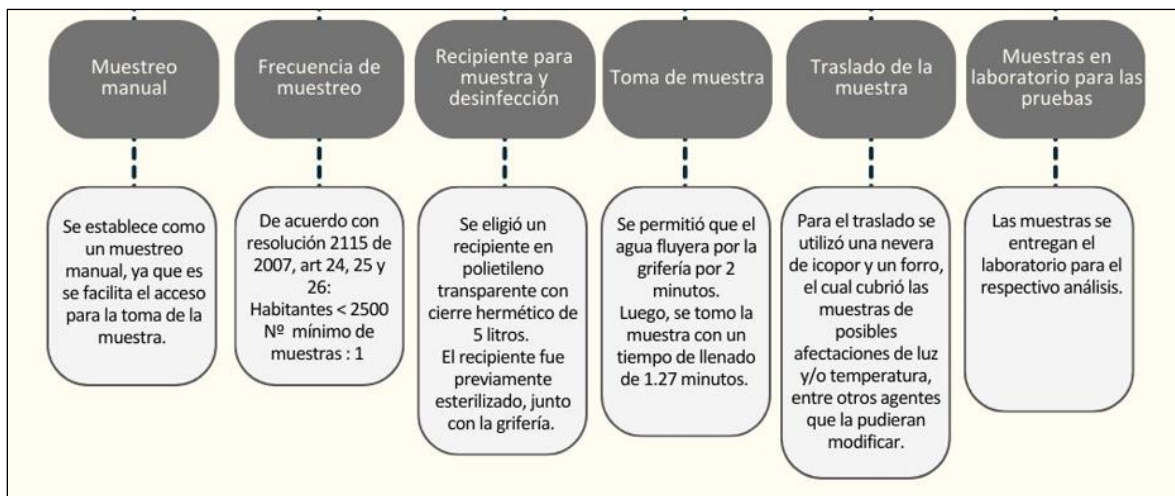 Muestreo
manual
Frecuencia de
muestreo
Recipiente para
muestra y
desinfección
Toma de muestra
Traslado de la
muestra
Muestras en
laboratorio para las
pruebas
Se establece como
un muestreo
manual, ya que es
se facilita el acceso
para la toma de la
muestra.
De acuerdo con
resolución 2115 de
2007, art 24, 25 y
26:
Habitantes < 2500
Nº mínimo de
muestras : 1
Se eligió un
recipiente en
polietileno
transparente con
cierre hermético de
5 litros.
El recipiente fue
previamente
esterilizado, junto
con la grifería.
Se permitió que el
agua fluyera por la
grifería por 2
minutos.
Luego, se tomo la
muestra con un
tiempo de llenado
de 1.27 minutos.
Para el traslado se
utilizó una nevera
de icopor y un forro,
el cual cubrió las
muestras de
posibles
afectaciones de luz
y/o temperatura,
entre otros agentes
que la pudieran
modificar.
Las muestras se
entregan el
laboratorio para el
respectivo análisis.